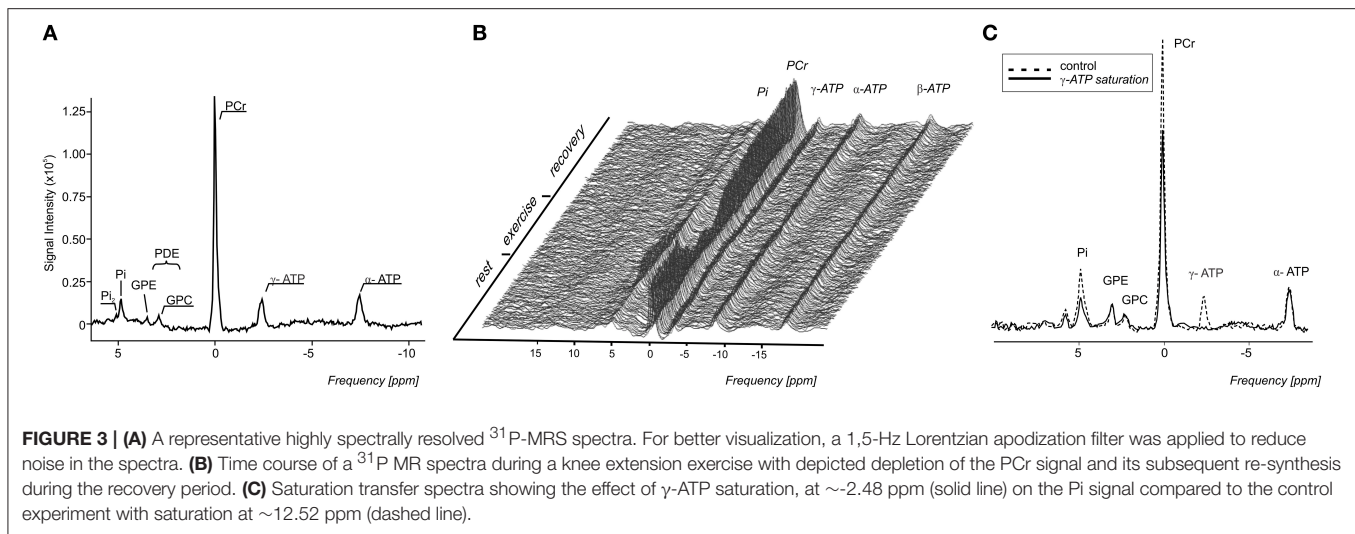 A
Signal Intensity (x10⁵)
1.25
1.00
0.75
0.50
0.25
0
PCr
PDE
Pi
GPE
Pi₂
GPC
γ- ATP
α- ATP
5
0
-5
-10
Frequency [ppm]
B
PCr
Pi
γ-ATP
α-ATP
β-ATP
recovery
exercise
rest
15
10
5
0
-5
-10
-15
Frequency [ppm]
C
control
γ-ATP saturation
PCr
Pi
GPE
GPC
γ- ATP
α- ATP
5
0
-5
Frequency [ppm]
FIGURE 3 | (A) A representative highly spectrally resolved ³¹P-MRS spectra. For better visualization, a 1,5-Hz Lorentzian apodization filter was applied to reduce
noise in the spectra. (B) Time course of a ³¹P MR spectra during a knee extension exercise with depicted depletion of the PCr signal and its subsequent re-synthesis
during the recovery period. (C) Saturation transfer spectra showing the effect of γ-ATP saturation, at ~-2.48 ppm (solid line) on the Pi signal compared to the control
experiment with saturation at ~12.52 ppm (dashed line).